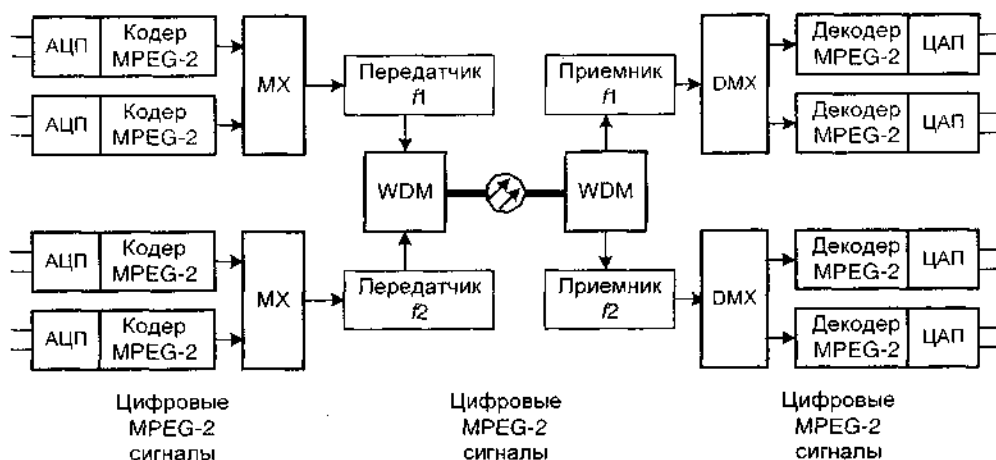 АЦП
Кодер
MPEG-2
АЦП
Кодер
MPEG-2
MX
Передатчик
f1
WDM
Приемник
f1
WDM
DMX
Декодер
MPEG-2
ЦАП
Декодер
MPEG-2
ЦАП
АЦП
Кодер
MPEG-2
АЦП
Кодер
MPEG-2
MX
Передатчик
f2
Приемник
f2
DMX
Декодер
MPEG-2
ЦАП
Декодер
MPEG-2
ЦАП
Цифровые
MPEG-2
сигналы
Цифровые
MPEG-2
сигналы
Цифровые
MPEG-2
сигналы